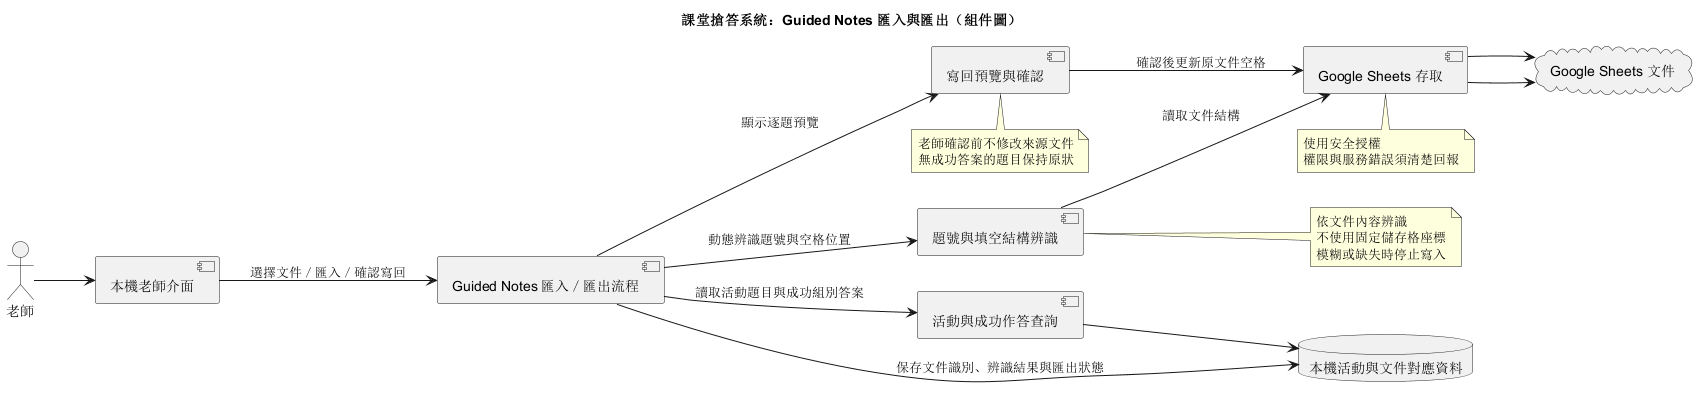 課堂搶答系統：Guided Notes 匯入與匯出（組件圖）
寫回預覽與確認
確認後更新原文件空格
Google Sheets 存取
Google Sheets 文件
顯示逐題預覽
讀取文件結構
老師確認前不修改來源文件
無成功答案的題目保持原狀
使用安全授權
權限與服務錯誤須清楚回報
動態辨識題號與空格位置
題號與填空結構辨識
依文件內容辨識
不使用固定儲存格座標
模糊或缺失時停止寫入
老師
本機老師介面
選擇文件／匯入／確認寫回
Guided Notes 匯入／匯出流程
讀取活動題目與成功組別答案
活動與成功作答查詢
保存文件識別、辨識結果與匯出狀態
本機活動與文件對應資料